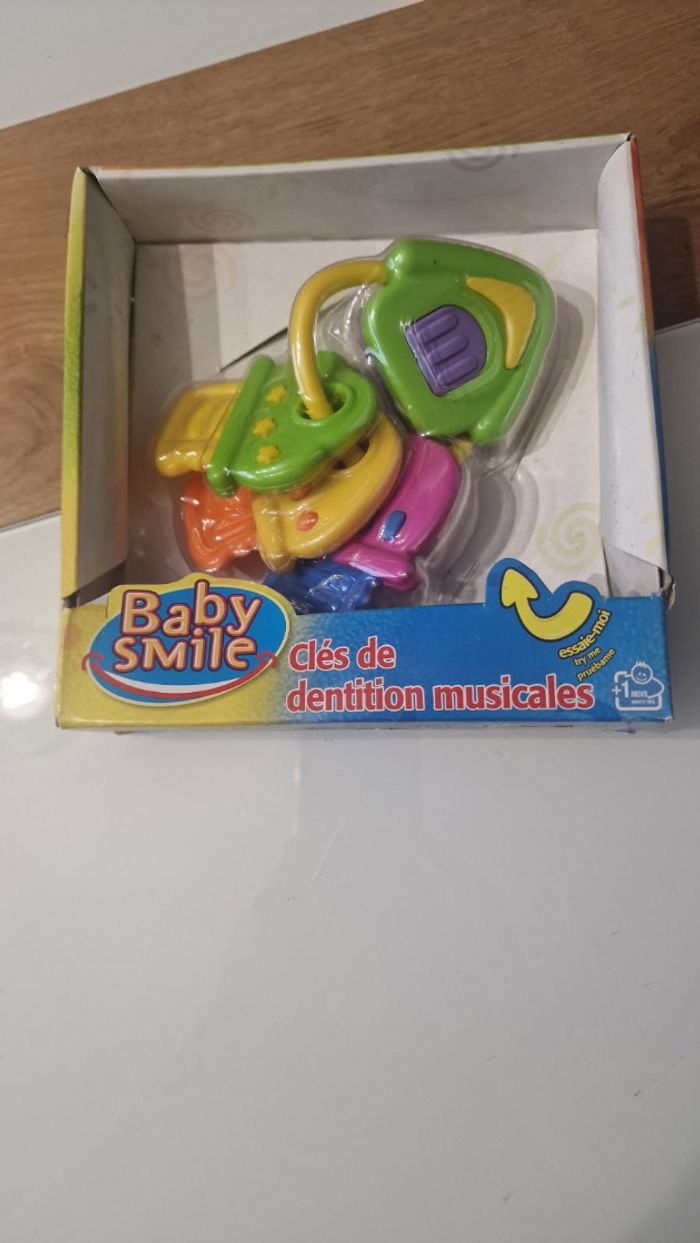 Baby
SMile
Clés de
dentition musicales
essaie-moi
try me
pruébame
+1 MOIS